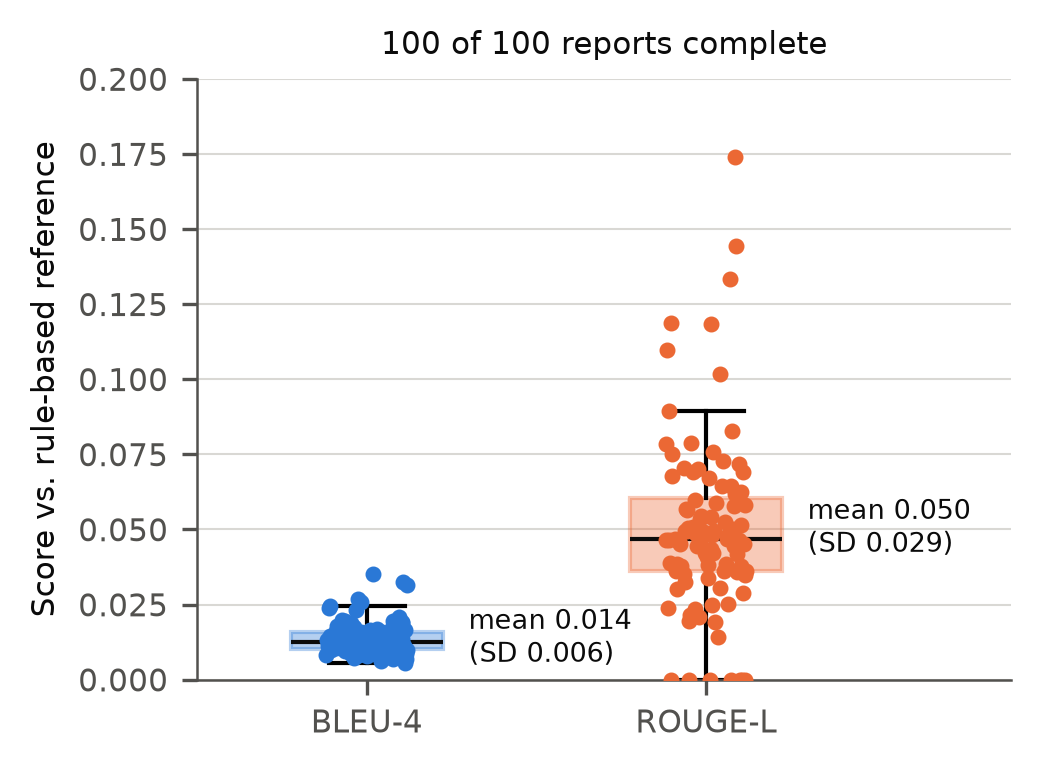 100 of 100 reports complete
Score vs. rule-based reference
0.200
0.175
0.150
0.125
0.100
0.075
0.050
0.025
0.000
mean 0.050
(SD 0.029)
mean 0.014
(SD 0.006)
BLEU-4
ROUGE-L